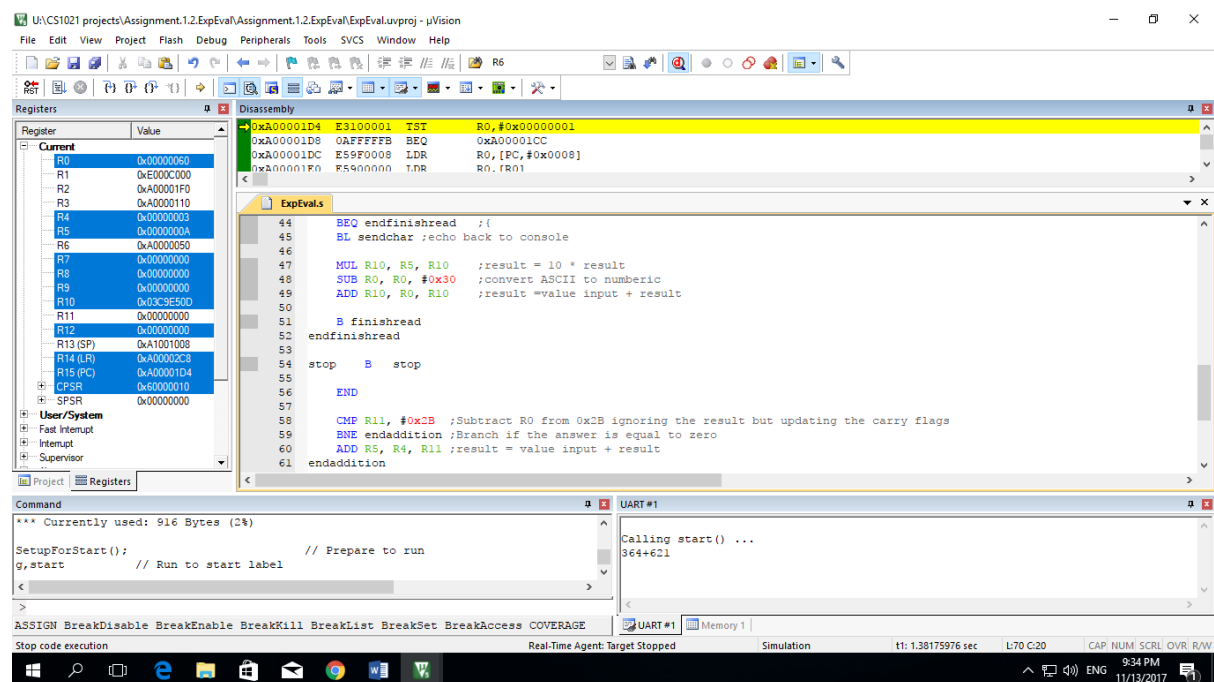 U:\CS1021 projects\Assignment.1.2.ExpEval\Assignment.1.2.ExpEval\ExpEval.uvproj - µVision
File Edit View Project Flash Debug Peripherals Tools SVCS Window Help
R6
RST
Registers
Register Value
Current
R0 0x00000060
R1 0xE000C000
R2 0xA00001F0
R3 0xA0000110
R4 0x00000003
R5 0x0000000A
R6 0xA0000050
R7 0x00000000
R8 0x00000000
R9 0x00000000
R10 0x03C9E50D
R11 0x00000000
R12 0x00000000
R13 (SP) 0xA1001008
R14 (LR) 0xA00002C8
R15 (PC) 0xA00001D4
CPSR 0x60000010
SPSR 0x00000000
User/System
Fast Interrupt
Interrupt
Supervisor
Project Registers
Disassembly
0xA00001D4 E3100001 TST R0,#0x00000001
0xA00001D8 0AFFFFFB BEQ 0xA00001CC
0xA00001DC E59F0008 LDR R0,[PC,#0x0008]
0xA00001E0 E5900000 LDR R0,[R0]
ExpEval.s
44 BEQ endfinishread ;{
45 BL sendchar ;echo back to console
46
47 MUL R10, R5, R10 ;result = 10 * result
48 SUB R0, R0, #0x30 ;convert ASCII to numberic
49 ADD R10, R0, R10 ;result =value input + result
50
51 B finishread
52 endfinishread
53
54 stop B stop
55
56 END
57
58 CMP R11, #0x2B ;Subtract R0 from 0x2B ignoring the result but updating the carry flags
59 BNE endaddition ;Branch if the answer is equal to zero
60 ADD R5, R4, R11 ;result = value input + result
61 endaddition
Command
*** Currently used: 916 Bytes (2%)
SetupForStart(); // Prepare to run
g,start // Run to start label
>
ASSIGN BreakDisable BreakEnable BreakKill BreakList BreakSet BreakAccess COVERAGE
UART #1
Calling start() ...
364+621
UART #1 Memory 1
Stop code execution Real-Time Agent: Target Stopped Simulation t1: 1.38175976 sec L:70 C:20 CAP NUM SCRL OVR R/W
ENG 9:34 PM
11/13/2017